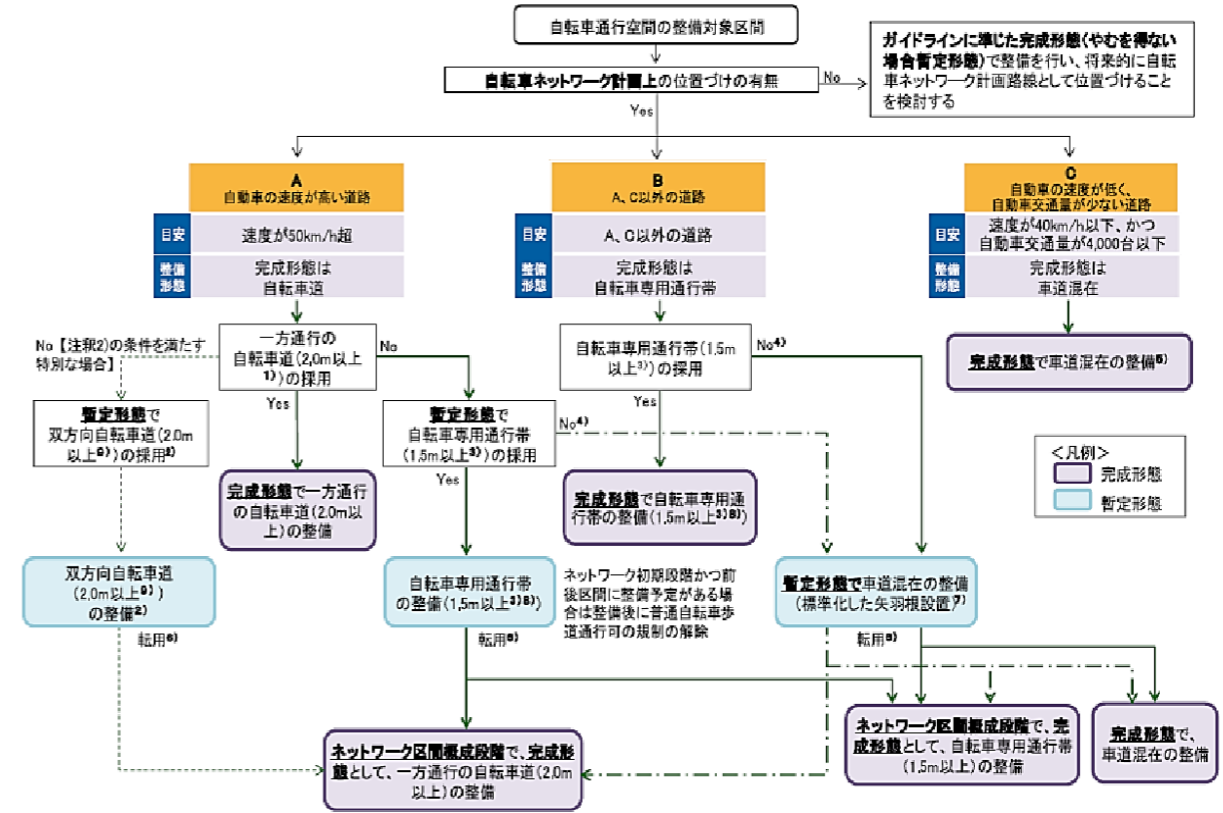 自転車通行空間の整備対象区間
自転車ネットワーク計画上の位置づけの有無
No
ガイドラインに準じた完成形態(やむを得ない
場合暫定形態)で整備を行い、将来的に自転
車ネットワーク計画路線として位置づけること
を検討する
Yes
A
自動車の速度が高い道路
目安
速度が50km/h超
整備
形態
完成形態は
自転車道
B
A、C以外の道路
目安
A、C以外の道路
整備
形態
完成形態は
自転車専用通行帯
C
自動車の速度が低く、
自動車交通量が少ない道路
目安
速度が40km/h以下、かつ
自動車交通量が4,000台以下
整備
形態
完成形態は
車道混在
No【注釈2)の条件を満たす
特別な場合】
一方通行の
自転車道(2,0m以上
1))の採用
No
Yes
自転車専用通行帯(1,5m
以上3))の採用
No4)
Yes
完成形態で車道混在の整備5)
暫定形態で
双方向自転車道(2.0m
以上9))の採用2)
暫定形態で
自転車専用通行帯
(1,5m以上3))の採用
No4)
Yes
完成形態で一方通行
の自転車道(2.0m以
上)の整備
完成形態で自転車専用通
行帯の整備(1,5m以上3)8))
<凡例>
完成形態
暫定形態
双方向自転車道
(2,0m以上9))
の整備2)
自転車専用通行帯
の整備(1,5m以上3)8))
ネットワーク初期段階かつ前
後区間に整備予定がある場
合は整備後に普通自転車歩
道通行可の規制の解除
暫定形態で車道混在の整備
(標準化した矢羽根設置)7)
転用6)
転用6)
転用6)
ネットワーク区間概成段階で、完成形
態として、一方通行の自転車道(2.0m
以上)の整備
ネットワーク区間概成段階で、完
成形態として、自転車専用通行帯
(1.5m以上)の整備
完成形態で、
車道混在の整備